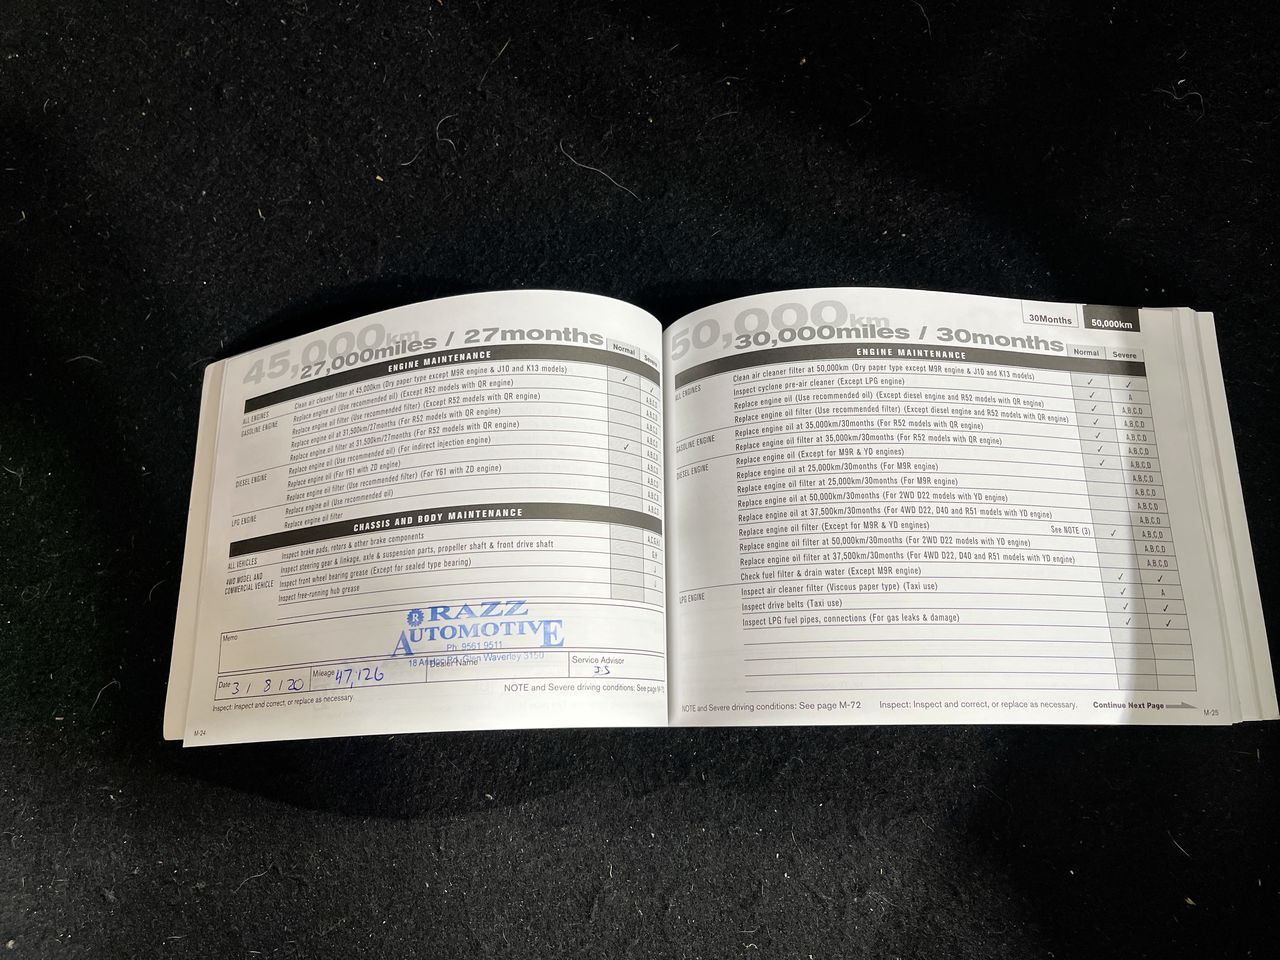 45,000km
27,000miles / 27months
Normal
Severe
ENGINE MAINTENANCE
ALL ENGINES
Clean air cleaner filter at 45,000km (Dry paper type except M9R engine & J10 and K13 models)
✓
✓
GASOLINE ENGINE
Replace engine oil (Use recommended oil) (Except R52 models with QR engine)
A,B,C,D
Replace engine oil filter (Use recommended filter) (Except R52 models with QR engine)
A,B,C,D
Replace engine oil at 31,500km/27months (For R52 models with QR engine)
A,B,C,D
Replace engine oil filter at 31,500km/27months (For R52 models with QR engine)
A,B,C,D
DIESEL ENGINE
Replace engine oil (Use recommended oil) (For indirect injection engine)
✓
Replace engine oil (For Y61 with ZD engine)
Replace engine oil filter (Use recommended filter) (For Y61 with ZD engine)
LPG ENGINE
Replace engine oil (Use recommended oil)
Replace engine oil filter
CHASSIS AND BODY MAINTENANCE
ALL VEHICLES
Inspect brake pads, rotors & other brake components
4WD MODEL AND COMMERCIAL VEHICLE
Inspect steering gear & linkage, axle & suspension parts, propeller shaft & front drive shaft
G,H
Inspect front wheel bearing grease (Except for sealed type bearing)
Inspect free-running hub grease
Memo
RAZZ
AUTOMOTIVE
Ph. 9561 9511
18 Glen Waverley 3150
Date 31 / 8 / 20
Mileage 47,126
Dealer Name
Service Advisor
J.S
NOTE and Severe driving conditions: See page M-72
Inspect: Inspect and correct, or replace as necessary.
M-24
30Months
50,000km
50,000km
30,000miles / 30months
Normal
Severe
ENGINE MAINTENANCE
ALL ENGINES
Clean air cleaner filter at 50,000km (Dry paper type except M9R engine & J10 and K13 models)
✓
✓
Inspect cyclone pre-air cleaner (Except LPG engine)
✓
A
GASOLINE ENGINE
Replace engine oil (Use recommended oil) (Except diesel engine and R52 models with QR engine)
✓
A,B,C,D
Replace engine oil filter (Use recommended filter) (Except diesel engine and R52 models with QR engine)
✓
A,B,C,D
Replace engine oil at 35,000km/30months (For R52 models with QR engine)
✓
A,B,C,D
Replace engine oil filter at 35,000km/30months (For R52 models with QR engine)
✓
A,B,C,D
DIESEL ENGINE
Replace engine oil (Except for M9R & YD engines)
A,B,C,D
Replace engine oil at 25,000km/30months (For M9R engine)
A,B,C,D
Replace engine oil filter at 25,000km/30months (For M9R engine)
A,B,C,D
Replace engine oil at 50,000km/30months (For 2WD D22 models with YD engine)
A,B,C,D
Replace engine oil at 37,500km/30months (For 4WD D22, D40 and R51 models with YD engine)
Replace engine oil filter (Except for M9R & YD engines)
See NOTE (3)
✓
A,B,C,D
Replace engine oil filter at 50,000km/30months (For 2WD D22 models with YD engine)
A,B,C,D
Replace engine oil filter at 37,500km/30months (For 4WD D22, D40 and R51 models with YD engine)
A,B,C,D
Check fuel filter & drain water (Except M9R engine)
✓
✓
LPG ENGINE
Inspect air cleaner filter (Viscous paper type) (Taxi use)
A
Inspect drive belts (Taxi use)
✓
✓
Inspect LPG fuel pipes, connections (For gas leaks & damage)
✓
✓
NOTE and Severe driving conditions: See page M-72
Inspect: Inspect and correct, or replace as necessary.
Continue Next Page
M-25